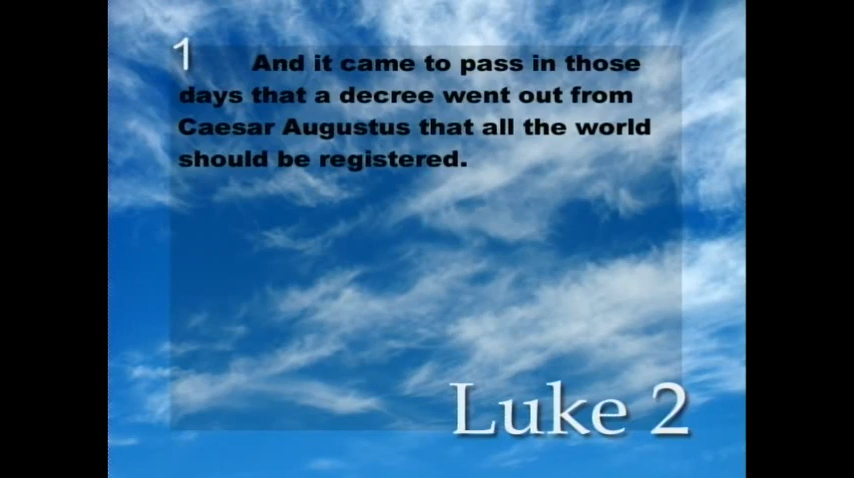 1 And it came to pass in those
days that a decree went out from
Caesar Augustus that all the world
should be registered.
Luke 2